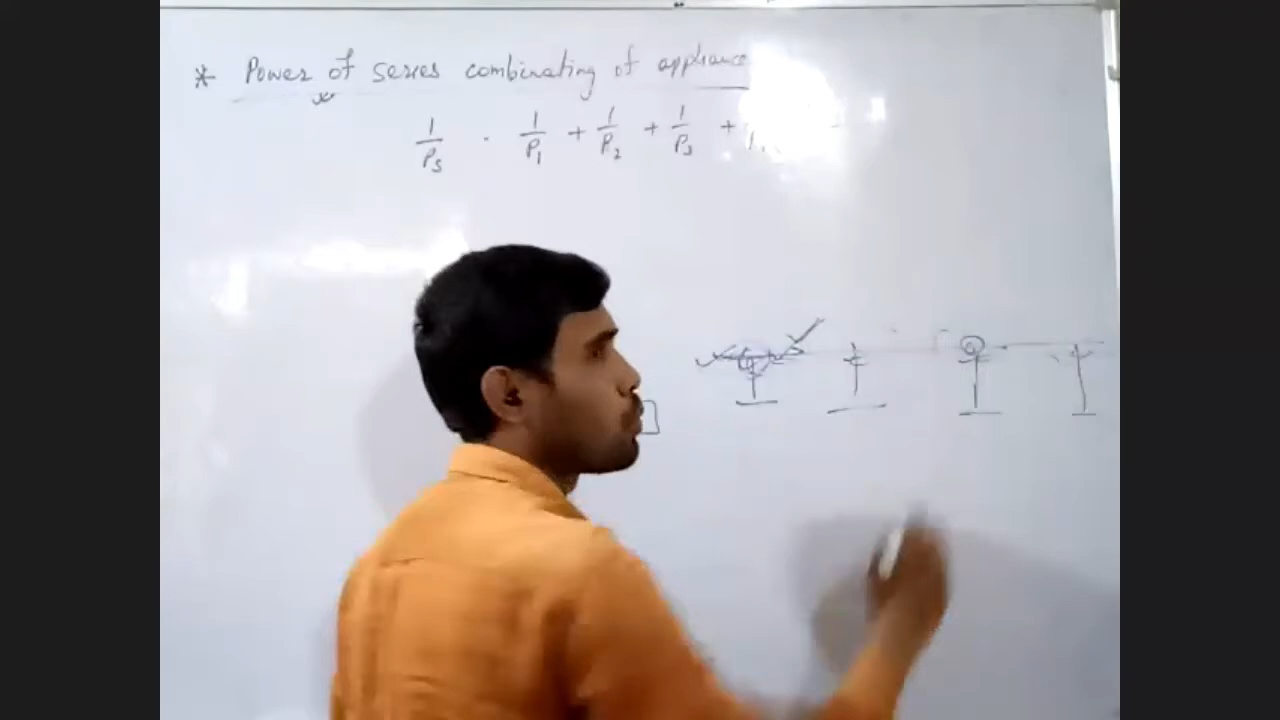 * Power of series combinating of appliance
1/Ps . 1/P1 + 1/P2 + 1/P3 +